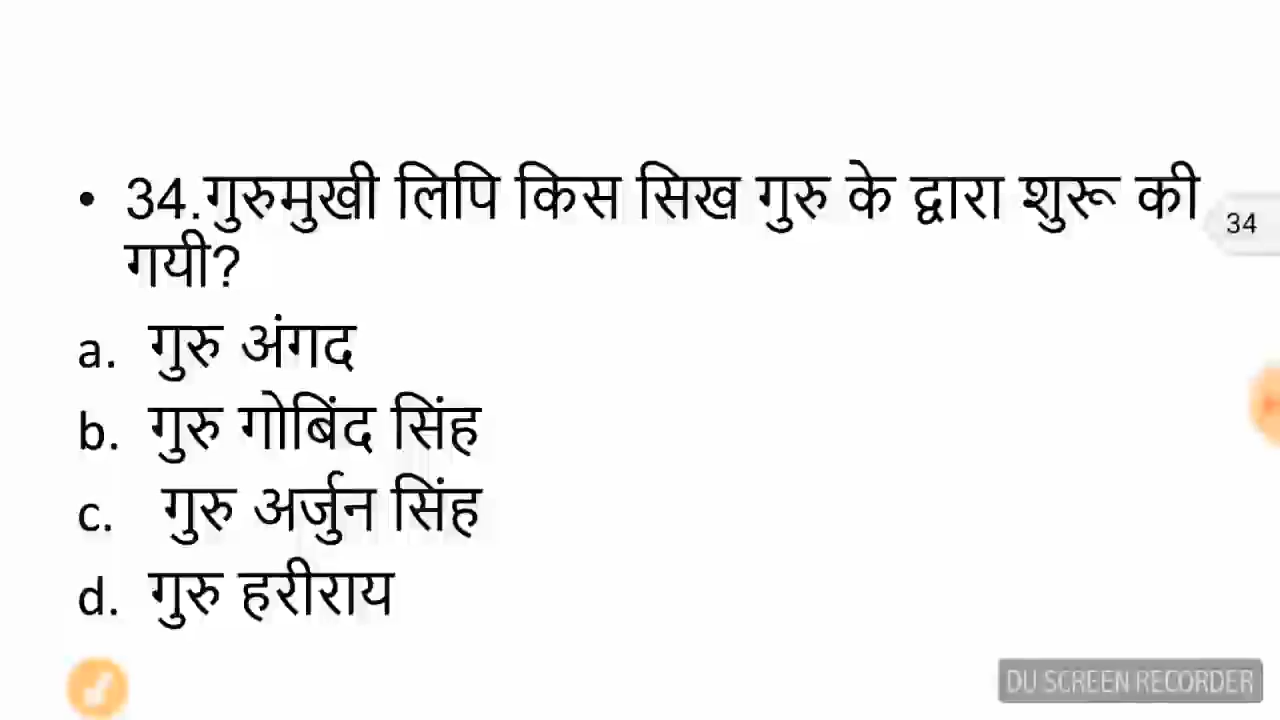 • 34.गुरुमुखी लिपि किस सिख गुरु के द्वारा शुरू की
गयी?
34
a. गुरु अंगद
b. गुरु गोबिंद सिंह
c. गुरु अर्जुन सिंह
d. गुरु हरीराय
DU SCREEN RECORDER